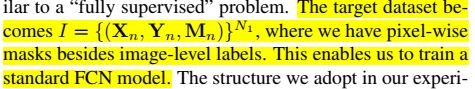 ilar to a “fully supervised” problem. The target dataset be-
comes I = {(Xₙ, Yₙ, Mₙ)}^{N₁}, where we have pixel-wise
masks besides image-level labels. This enables us to train a
standard FCN model. The structure we adopt in our experi-